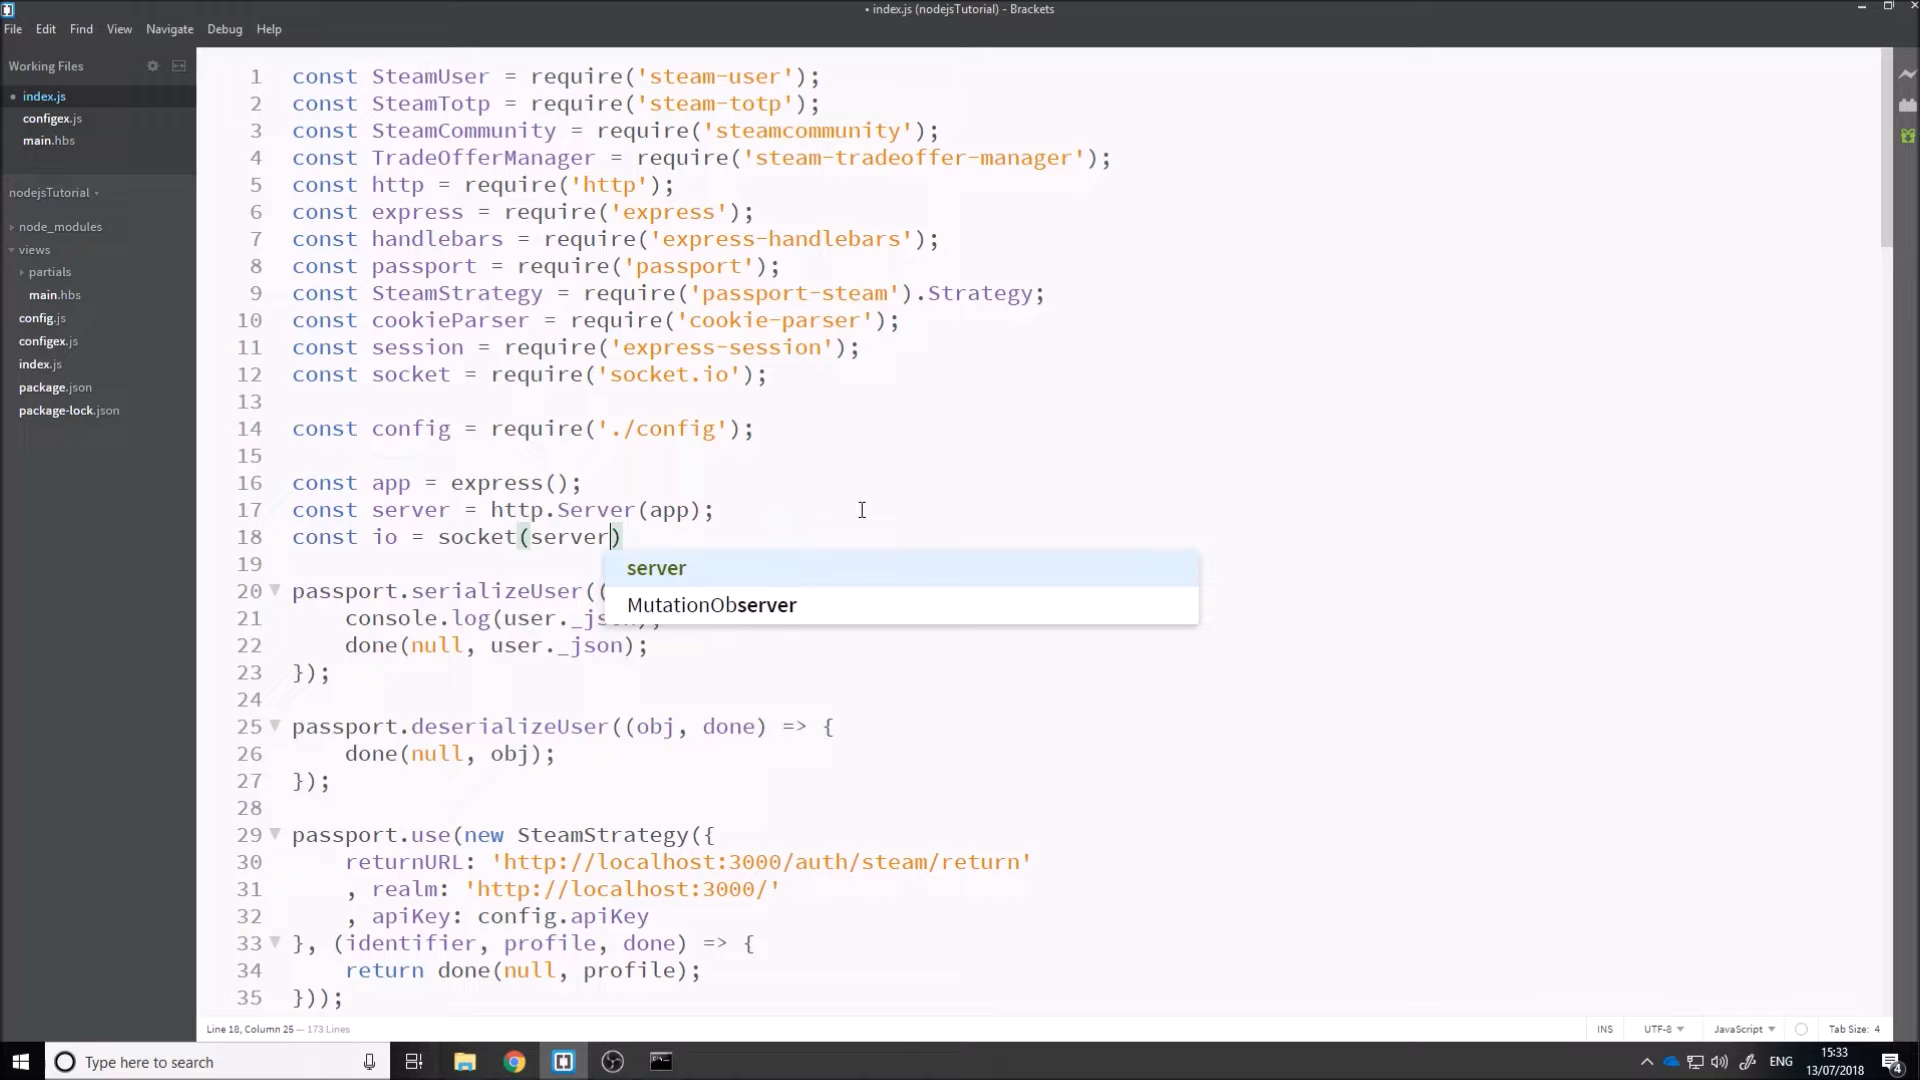 • index.js (nodejsTutorial) - Brackets
File Edit Find View Navigate Debug Help
Working Files
• index.js
configex.js
main.hbs
nodejsTutorial
node_modules
views
partials
main.hbs
config.js
configex.js
index.js
package.json
package-lock.json
1 const SteamUser = require('steam-user');
2 const SteamTotp = require('steam-totp');
3 const SteamCommunity = require('steamcommunity');
4 const TradeOfferManager = require('steam-tradeoffer-manager');
5 const http = require('http');
6 const express = require('express');
7 const handlebars = require('express-handlebars');
8 const passport = require('passport');
9 const SteamStrategy = require('passport-steam').Strategy;
10 const cookieParser = require('cookie-parser');
11 const session = require('express-session');
12 const socket = require('socket.io');
13
14 const config = require('./config');
15
16 const app = express();
17 const server = http.Server(app);
18 const io = socket(server)
19
server
MutationObserver
20 passport.serializeUser((
21 console.log(user._json);
22 done(null, user._json);
23 });
24
25 passport.deserializeUser((obj, done) => {
26 done(null, obj);
27 });
28
29 passport.use(new SteamStrategy({
30 returnURL: 'http://localhost:3000/auth/steam/return'
31 , realm: 'http://localhost:3000/'
32 , apiKey: config.apiKey
33 }, (identifier, profile, done) => {
34 return done(null, profile);
35 }));
Line 18, Column 25 — 173 Lines
INS UTF-8 JavaScript Tab Size: 4
Type here to search
ENG
15:33
13/07/2018
4